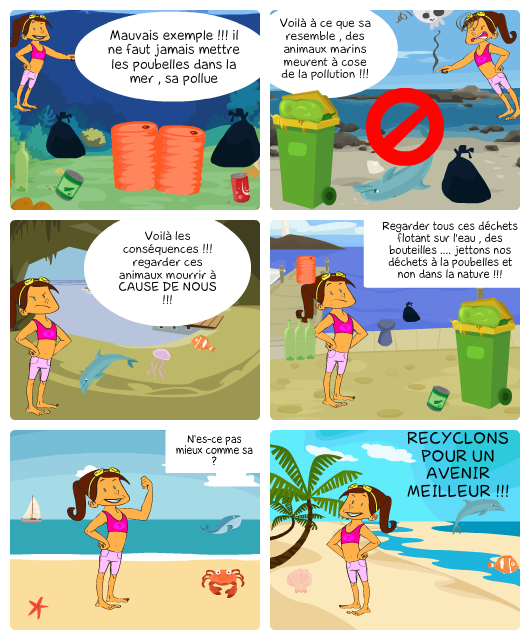 Mauvais exemple !!! il
ne faut jamais mettre
les poubelles dans la
mer , sa pollue
Voilà à ce que sa
resemble , des
animaux marins
meurent à cose
de la pollution !!!
Voilà les
conséquences !!!
regarder ces
animaux mourrir à
CAUSE DE NOUS
!!!
Regarder tous ces déchets
flotant sur l'eau , des
bouteilles .... jettons nos
déchets à la poubelles et
non dans la nature !!!
N'es-ce pas
mieux comme sa
?
RECYCLONS
POUR UN
AVENIR
MEILLEUR !!!